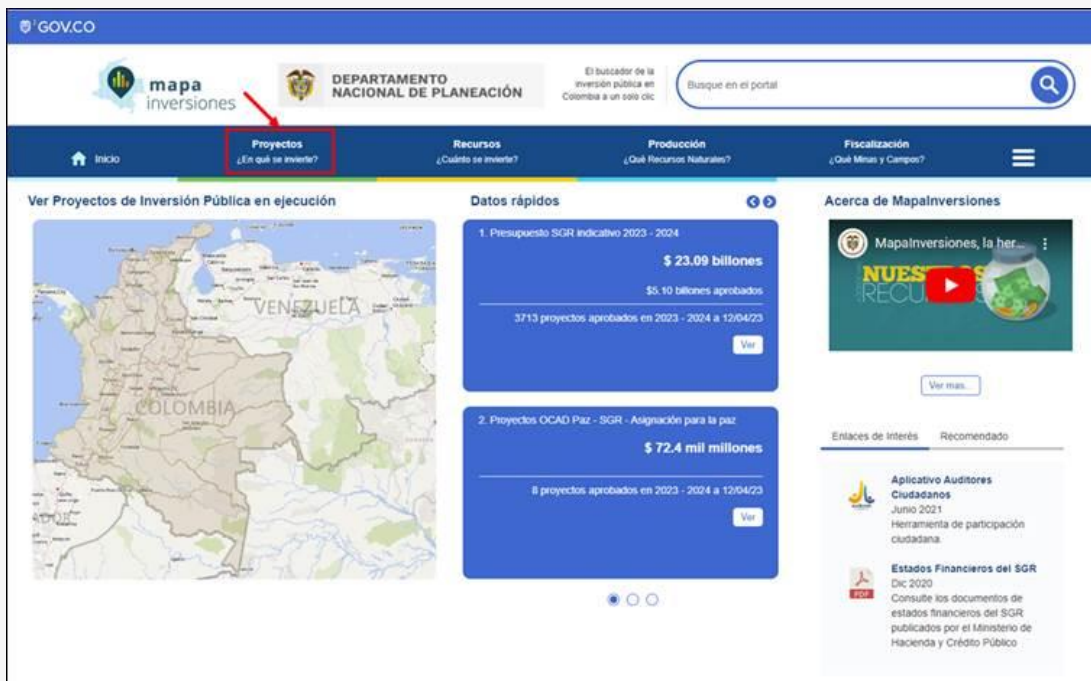 GOV.CO
mapa
inversiones
DEPARTAMENTO
NACIONAL DE PLANEACIÓN
El buscador de la
inversión pública en
Colombia a un solo clic
Busque en el portal
Inicio
Proyectos
¿En qué se invierte?
Recursos
¿Cuánto se invierte?
Producción
¿Qué Recursos Naturales?
Fiscalización
¿Qué Minas y Campos?
Ver Proyectos de Inversión Pública en ejecución
VENEZUELA
COLOMBIA
Datos rápidos
1. Presupuesto SGR indicativo 2023 - 2024
$ 23.09 billones
$5.10 billones aprobados
3713 proyectos aprobados en 2023 - 2024 a 12/04/23
Ver
2. Proyectos OCAD Paz - SGR - Asignación para la paz
$ 72.4 mil millones
8 proyectos aprobados en 2023 - 2024 a 12/04/23
Ver
Acerca de MapaInversiones
MapaInversiones, la her...
Ver mas...
Enlaces de Interés Recomendado
Aplicativo Auditores
Ciudadanos
Junio 2021
Herramienta de participación
ciudadana.
PDF
Estados Financieros del SGR
Dic 2020
Consulte los documentos de
estados financieros del SGR
publicados por el Ministerio de
Hacienda y Crédito Público